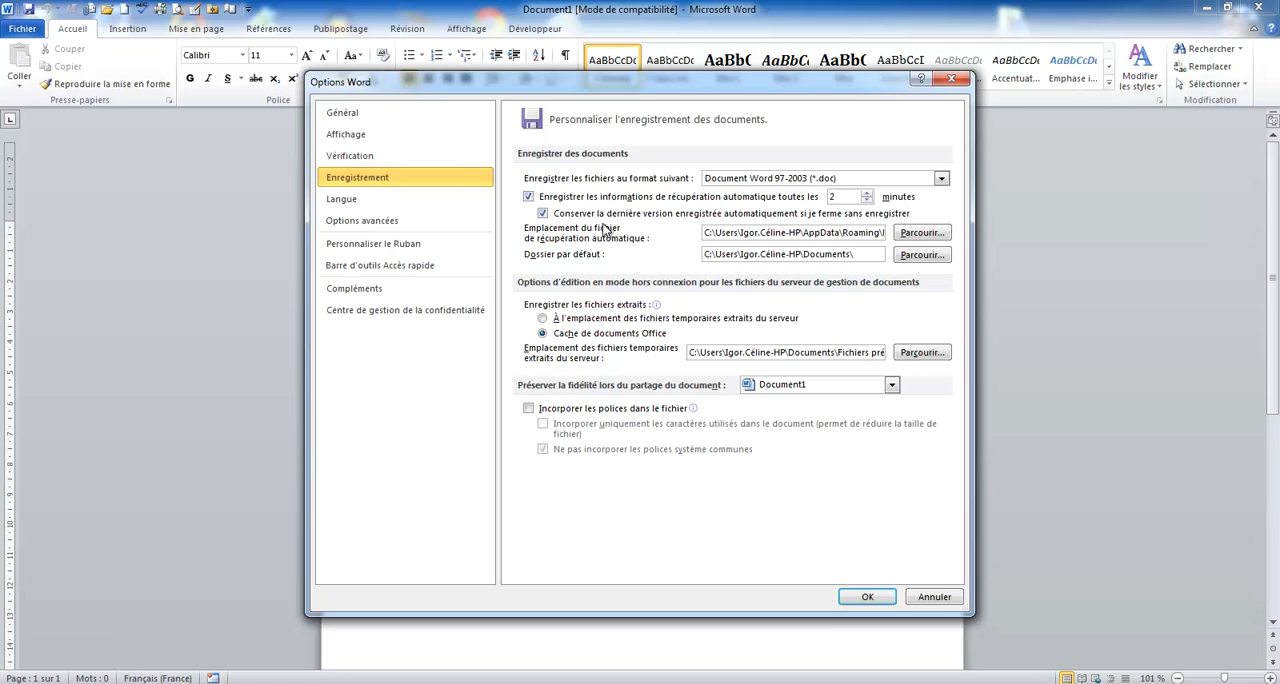 Document1 [Mode de compatibilité] - Microsoft Word
Fichier Accueil Insertion Mise en page Références Publipostage Révision Affichage Développeur
Couper
Copier
Coller
Reproduire la mise en forme
Presse-papiers
Calibri 11
G I S abc x, x²
Police
AaBbCcDc AaBbCcDc AaBbC AaBbCc AaBbC AaBbCcI AaBbCcDc AaBbCcDc AaBbCcDc
Accentuat... Emphase i...
Modifier
les styles
Rechercher
Remplacer
Sélectionner
Modification
Options Word
Général
Affichage
Vérification
Enregistrement
Langue
Options avancées
Personnaliser le Ruban
Barre d'outils Accès rapide
Compléments
Centre de gestion de la confidentialité
Personnaliser l'enregistrement des documents.
Enregistrer des documents
Enregistrer les fichiers au format suivant : Document Word 97-2003 (*.doc)
Enregistrer les informations de récupération automatique toutes les 2 minutes
Conserver la dernière version enregistrée automatiquement si je ferme sans enregistrer
Emplacement du fichier
de récupération automatique : C:\Users\Igor.Céline-HP\AppData\Roaming\ Parcourir...
Dossier par défaut : C:\Users\Igor.Céline-HP\Documents\ Parcourir...
Options d'édition en mode hors connexion pour les fichiers du serveur de gestion de documents
Enregistrer les fichiers extraits :
À l'emplacement des fichiers temporaires extraits du serveur
Cache de documents Office
Emplacement des fichiers temporaires
extraits du serveur : C:\Users\Igor.Céline-HP\Documents\Fichiers pré Parcourir...
Préserver la fidélité lors du partage du document : Document1
Incorporer les polices dans le fichier
Incorporer uniquement les caractères utilisés dans le document (permet de réduire la taille de
fichier)
Ne pas incorporer les polices système communes
OK Annuler
Page : 1 sur 1 Mots : 0 Français (France) 101 %